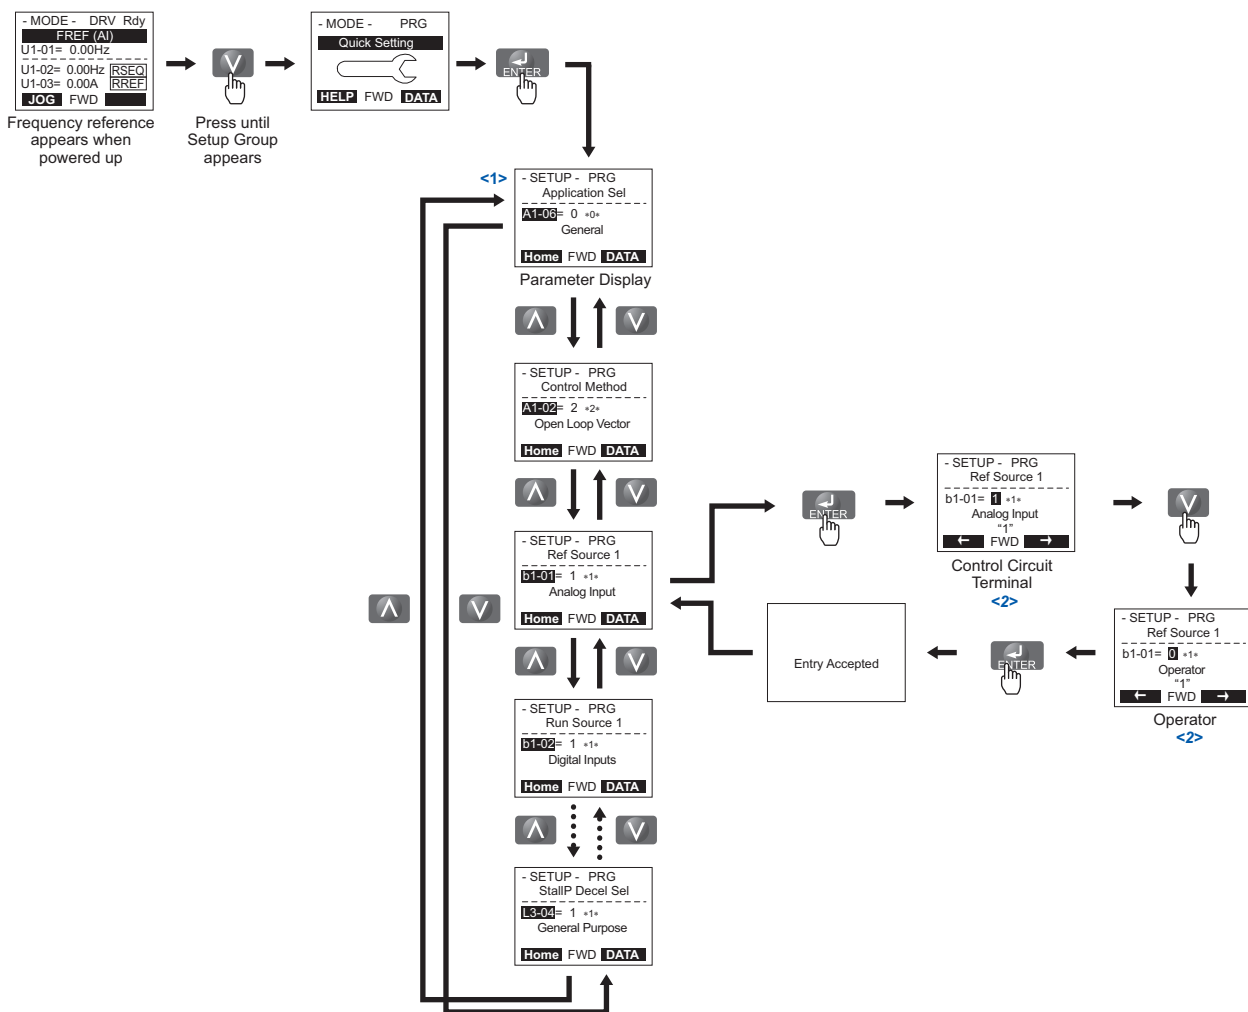 - MODE -   DRV  Rdy
FREF (AI)
U1-01=  0.00Hz
U1-02=  0.00Hz  RSEQ
U1-03=  0.00A  RREF
JOG  FWD
Frequency reference
appears when
powered up
Press until
Setup Group
appears
- MODE -  PRG
Quick Setting
HELP  FWD  DATA
ENTER
<1>
- SETUP -  PRG
Application Sel
A1-06=  0  *0*
General
Home  FWD  DATA
Parameter Display
- SETUP -  PRG
Control Method
A1-02=  2  *2*
Open Loop Vector
Home  FWD  DATA
- SETUP -  PRG
Ref Source 1
b1-01=  1  *1*
Analog Input
Home  FWD  DATA
ENTER
- SETUP -  PRG
Ref Source 1
b1-01=  1  *1*
Analog Input
“1”
←  FWD  →
Control Circuit
Terminal
<2>
- SETUP -  PRG
Ref Source 1
b1-01=  0  *1*
Operator
“1”
←  FWD  →
Operator
<2>
ENTER
Entry Accepted
- SETUP -  PRG
Run Source 1
b1-02=  1  *1*
Digital Inputs
Home  FWD  DATA
- SETUP -  PRG
StallP Decel Sel
L3-04=  1  *1*
General Purpose
Home  FWD  DATA